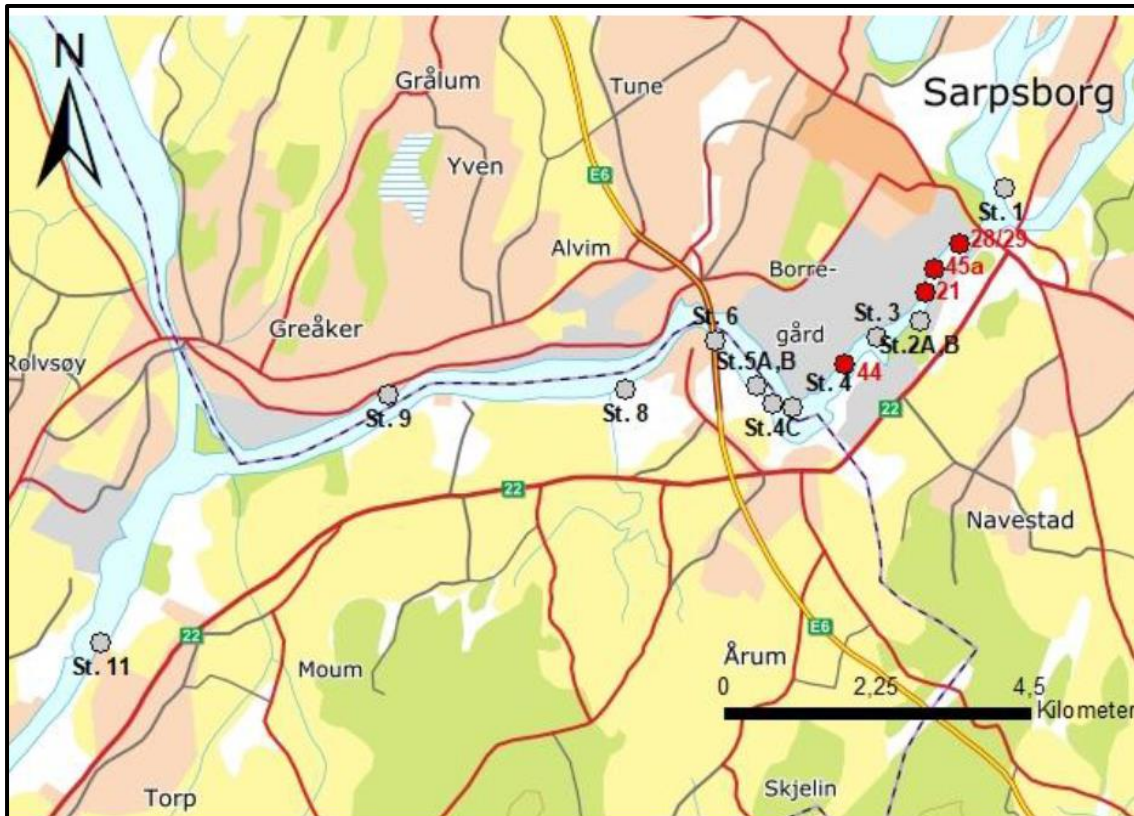 N
Grålum
Tune
Sarpsborg
Yven
E6
St. 1
28/29
Alvim
Borre-
45a
21
St. 6
St. 3
Greåker
gård
St.2A,B
Rolvsøy
St.5A,B
44
St. 4
St. 9
St. 8
St.4C
22
22
Navestad
E6
22
Årum
St. 11
Moum
0 2,25 4,5
Kilometer
Skjelin
Torp